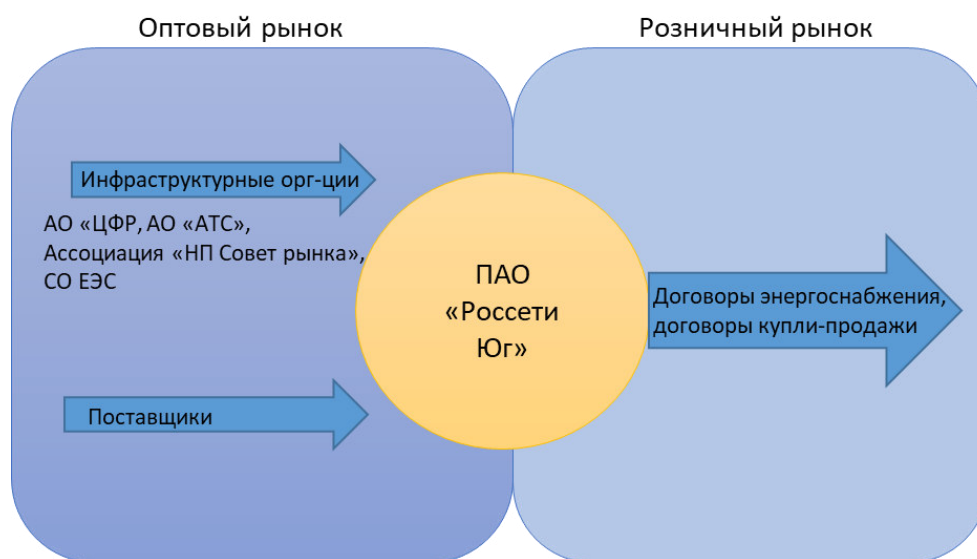 Оптовый рынок
Розничный рынок
Инфраструктурные орг-ции
АО «ЦФР, АО «АТС»,
Ассоциация «НП Совет рынка»,
СО ЕЭС
Поставщики
ПАО
«Россети
Юг»
Договоры энергоснабжения,
договоры купли-продажи